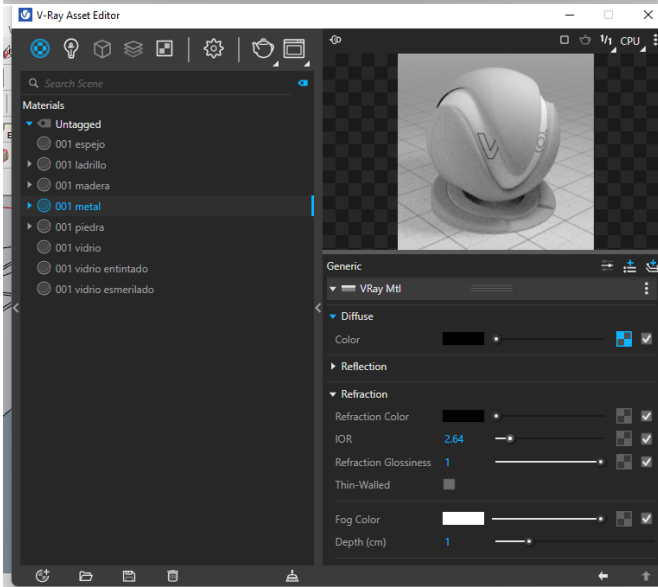 V-Ray Asset Editor
1/1 CPU
Search Scene
Materials
Untagged
001 espejo
001 ladrillo
001 madera
001 metal
001 piedra
001 vidrio
001 vidrio entintado
001 vidrio esmerilado
Generic
VRay Mtl
Diffuse
Color
Reflection
Refraction
Refraction Color
IOR 2.64
Refraction Glossiness 1
Thin-Walled
Fog Color
Depth (cm) 1